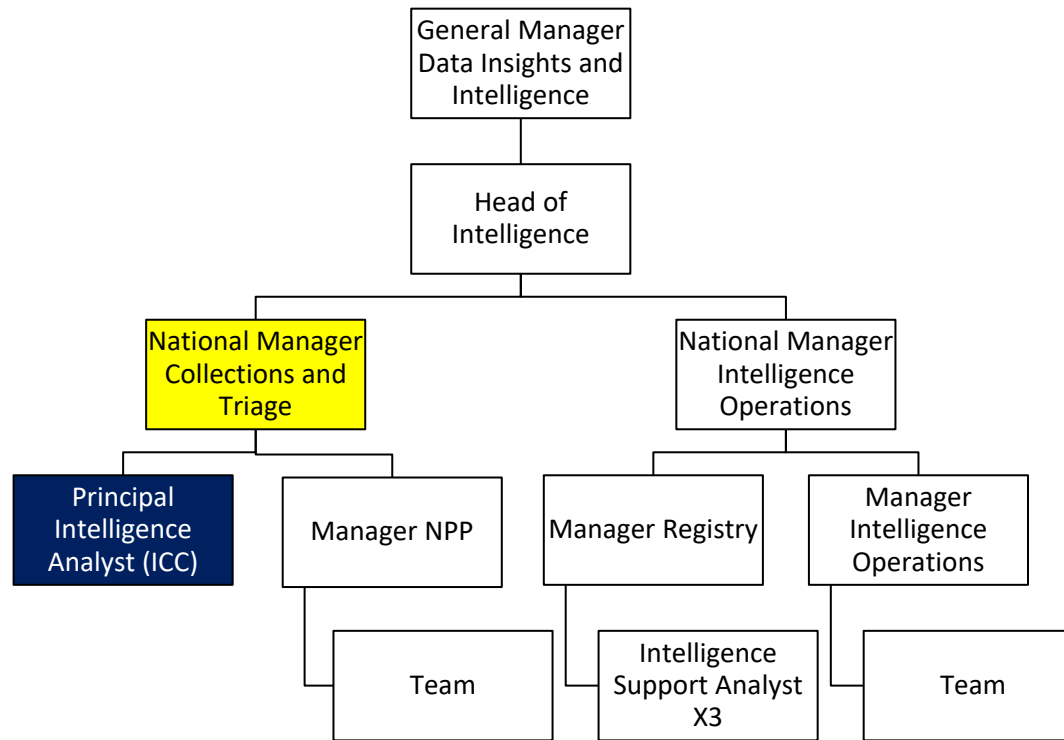 General Manager
Data Insights and
Intelligence
Head of
Intelligence
National Manager
Collections and
Triage
National Manager
Intelligence
Operations
Principal
Intelligence
Analyst (ICC)
Manager NPP
Manager Registry
Manager
Intelligence
Operations
Team
Intelligence
Support Analyst
X3
Team